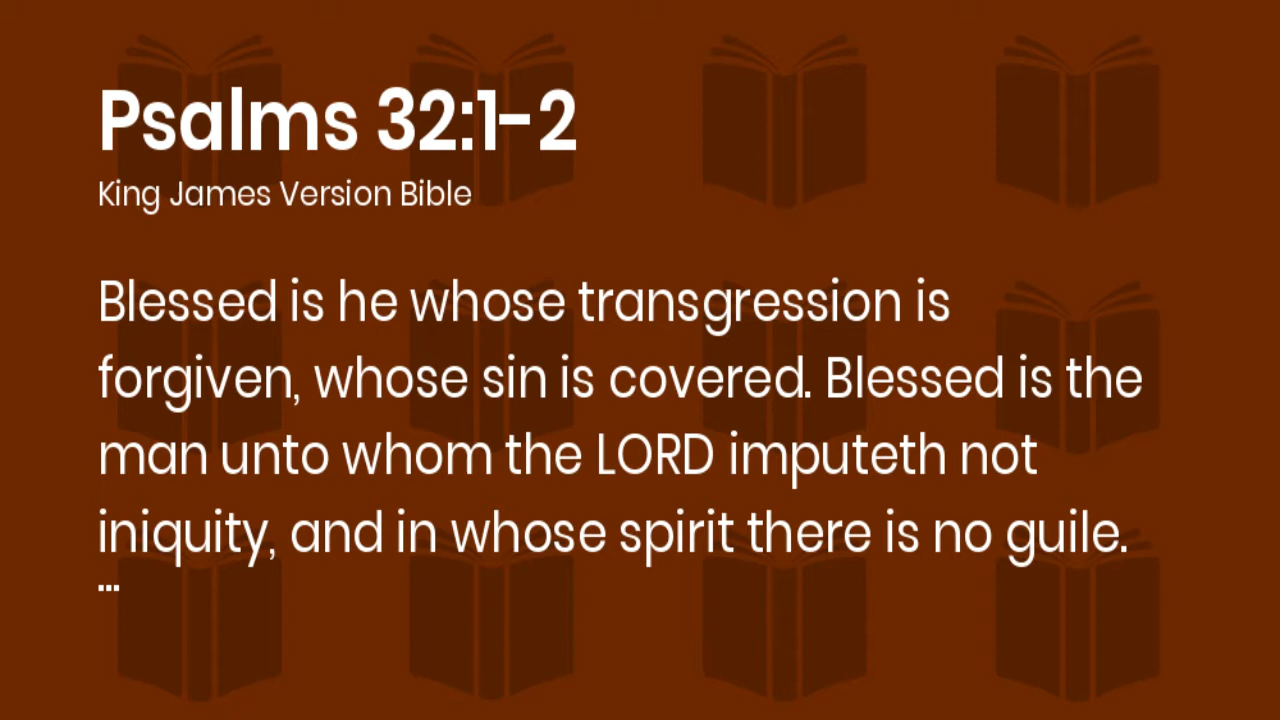 Psalms 32:1-2
King James Version Bible
Blessed is he whose transgression is
forgiven, whose sin is covered. Blessed is the
man unto whom the LORD imputeth not
iniquity, and in whose spirit there is no guile.
...